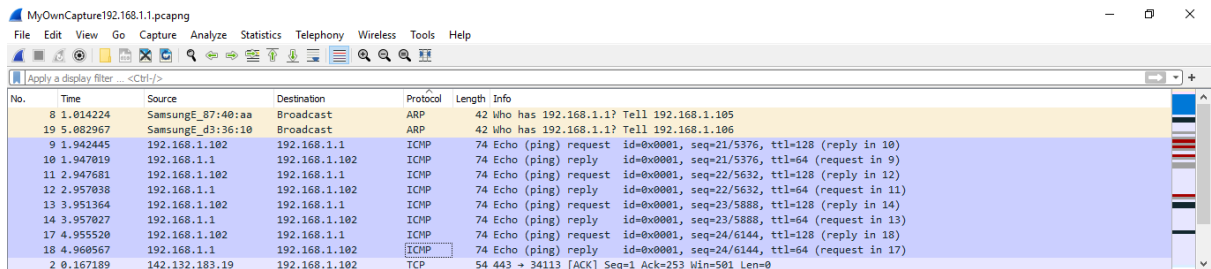 MyOwnCapture192.168.1.1.pcapng
File Edit View Go Capture Analyze Statistics Telephony Wireless Tools Help
Apply a display filter ... <Ctrl-/>
No. Time Source Destination Protocol Length Info
8 1.014224 SamsungE_87:40:aa Broadcast ARP 42 Who has 192.168.1.1? Tell 192.168.1.105
19 5.082967 SamsungE_d3:36:10 Broadcast ARP 42 Who has 192.168.1.1? Tell 192.168.1.106
9 1.942445 192.168.1.102 192.168.1.1 ICMP 74 Echo (ping) request id=0x0001, seq=21/5376, ttl=128 (reply in 10)
10 1.947019 192.168.1.1 192.168.1.102 ICMP 74 Echo (ping) reply id=0x0001, seq=21/5376, ttl=64 (request in 9)
11 2.947681 192.168.1.102 192.168.1.1 ICMP 74 Echo (ping) request id=0x0001, seq=22/5632, ttl=128 (reply in 12)
12 2.957038 192.168.1.1 192.168.1.102 ICMP 74 Echo (ping) reply id=0x0001, seq=22/5632, ttl=64 (request in 11)
13 3.951364 192.168.1.102 192.168.1.1 ICMP 74 Echo (ping) request id=0x0001, seq=23/5888, ttl=128 (reply in 14)
14 3.957027 192.168.1.1 192.168.1.102 ICMP 74 Echo (ping) reply id=0x0001, seq=23/5888, ttl=64 (request in 13)
17 4.955520 192.168.1.102 192.168.1.1 ICMP 74 Echo (ping) request id=0x0001, seq=24/6144, ttl=128 (reply in 18)
18 4.960567 192.168.1.1 192.168.1.102 ICMP 74 Echo (ping) reply id=0x0001, seq=24/6144, ttl=64 (request in 17)
2 0.167189 142.132.183.19 192.168.1.102 TCP 54 443 → 34113 [ACK] Seq=1 Ack=253 Win=501 Len=0